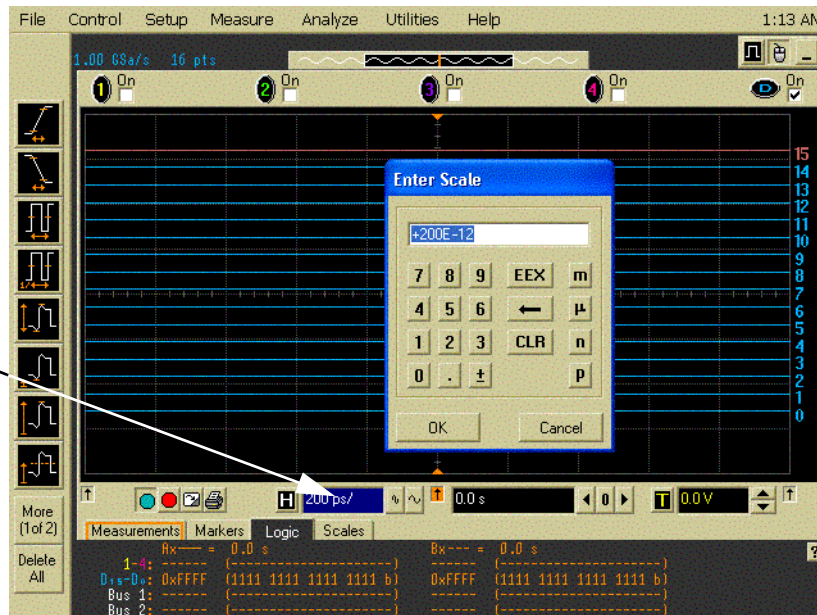 File Control Setup Measure Analyze Utilities Help 1:13 AM
1.00 GSa/s 16 pts
1 On 2 On 3 On 4 On D On
15
14
13
12
11
10
9
8
7
6
5
4
3
2
1
0
Enter Scale
+200E-12
7 8 9 EEX m
4 5 6 ← μ
1 2 3 CLR n
0 . ± p
OK Cancel
More
(1of 2)
Delete
All
H 200 ps/ 0.0 s 0 T 0.0 V
Measurements Markers Logic Scales
Ax--- = 0.0 s Bx--- = 0.0 s
1-4: ------ (-------------------) ------ (-------------------)
D15-D0: 0xFFFF (1111 1111 1111 1111 b) 0xFFFF (1111 1111 1111 1111 b)
Bus 1: ------ (-------------------) ------ (-------------------)
Bus 2: ------ (-------------------) ------ (-------------------)
?